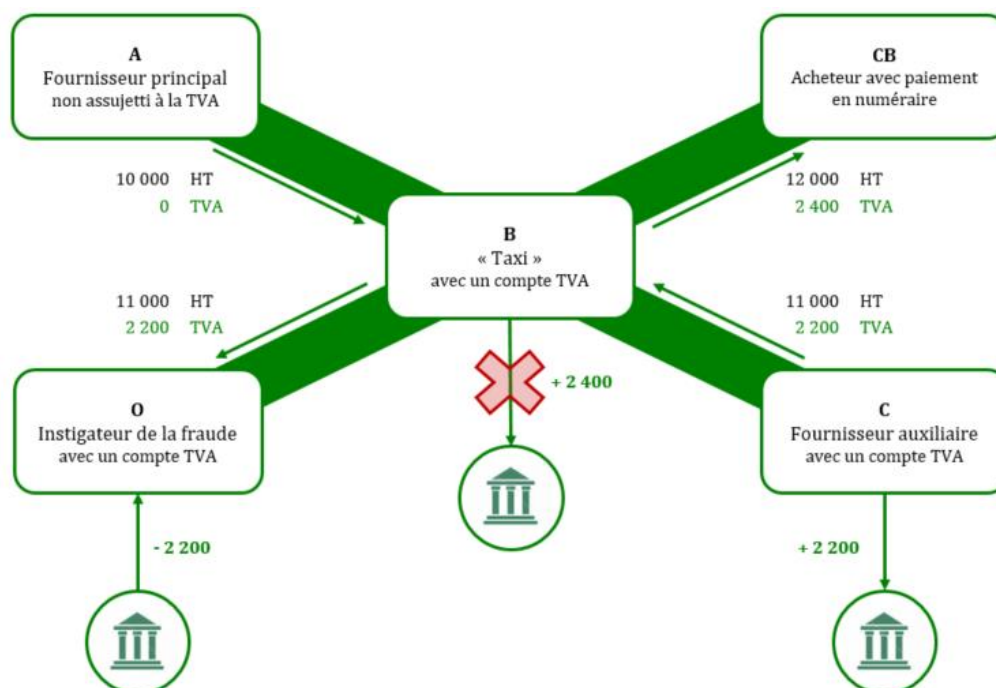 A
Fournisseur principal
non assujetti à la TVA
CB
Acheteur avec paiement
en numéraire
10 000 HT
0 TVA
12 000 HT
2 400 TVA
B
« Taxi »
avec un compte TVA
11 000 HT
2 200 TVA
11 000 HT
2 200 TVA
+ 2 400
O
Instigateur de la fraude
avec un compte TVA
C
Fournisseur auxiliaire
avec un compte TVA
- 2 200
+ 2 200